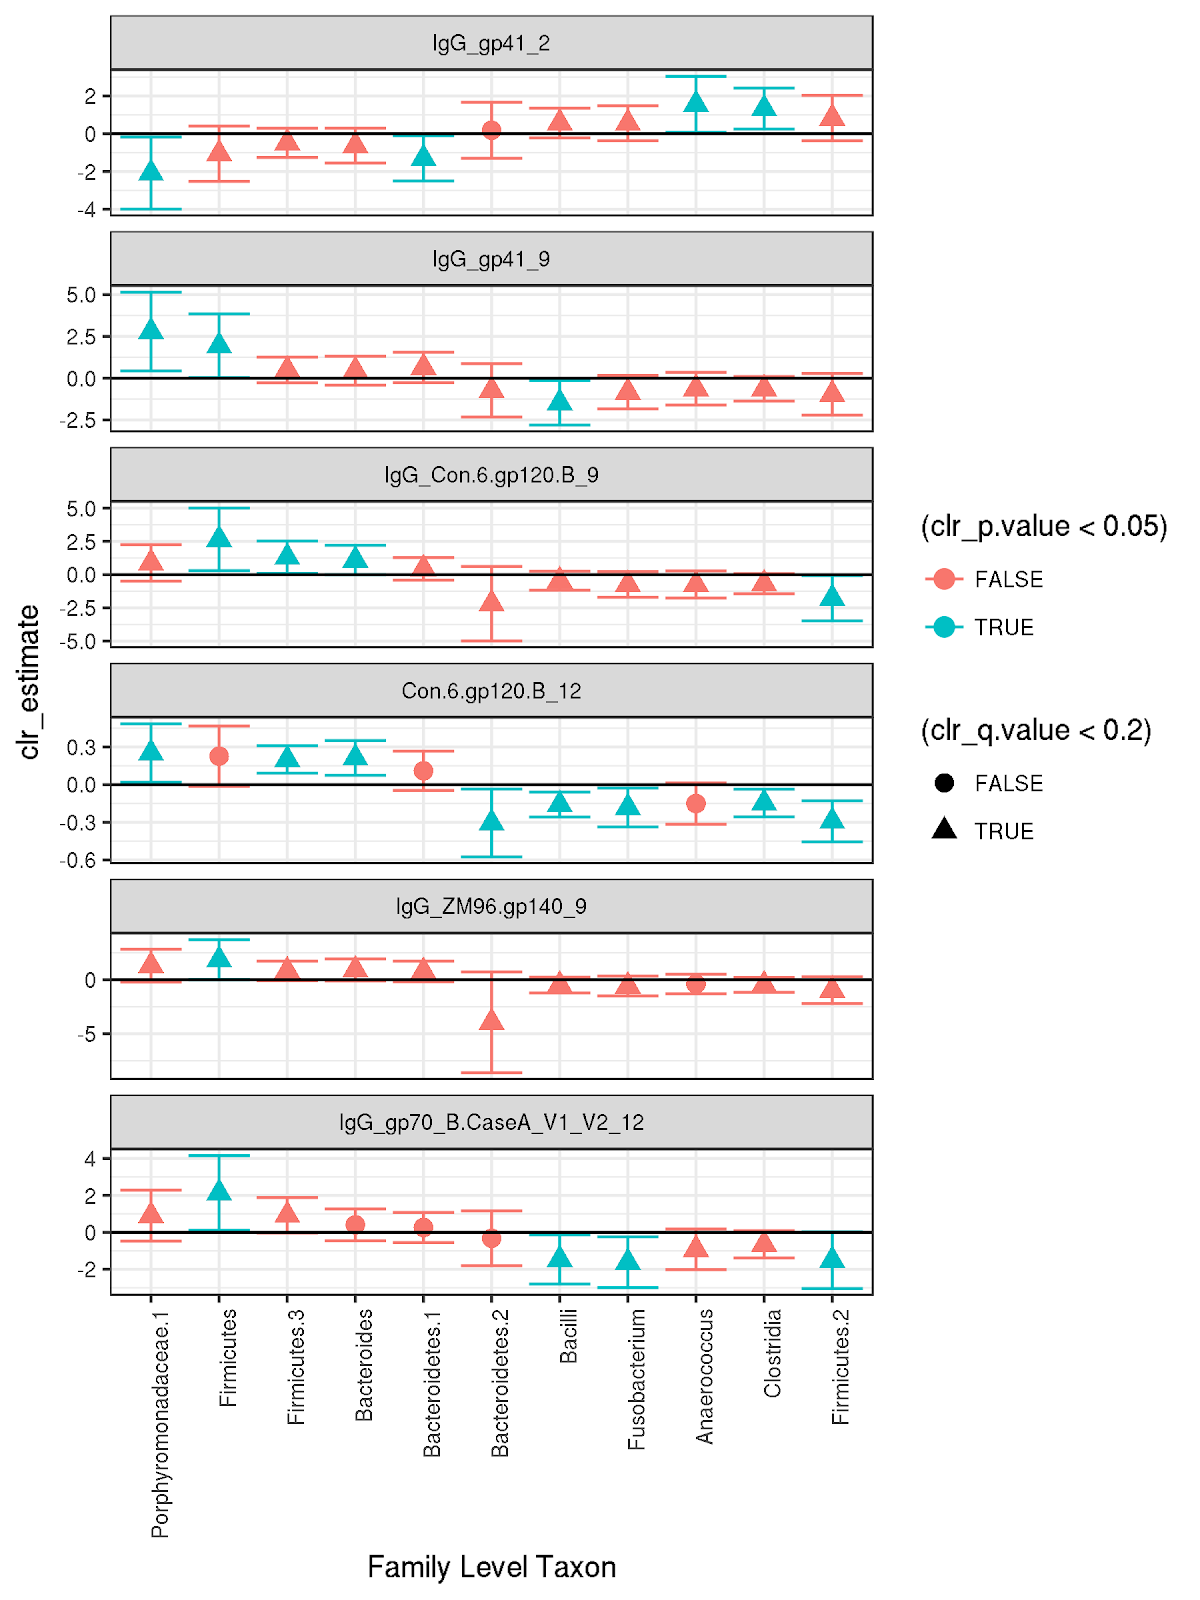 IgG_gp41_2
2
0
-2
-4
IgG_gp41_9
5.0
2.5
0.0
-2.5
IgG_Con.6.gp120.B_9
5.0
2.5
0.0
-2.5
-5.0
Con.6.gp120.B_12
0.3
0.0
-0.3
-0.6
IgG_ZM96.gp140_9
0
-5
IgG_gp70_B.CaseA_V1_V2_12
4
2
0
-2
clr_estimate
Porphyromonadaceae.1
Firmicutes
Firmicutes.3
Bacteroides
Bacteroidetes.1
Bacteroidetes.2
Bacilli
Fusobacterium
Anaerococcus
Clostridia
Firmicutes.2
Family Level Taxon
(clr_p.value < 0.05)
FALSE
TRUE
(clr_q.value < 0.2)
FALSE
TRUE